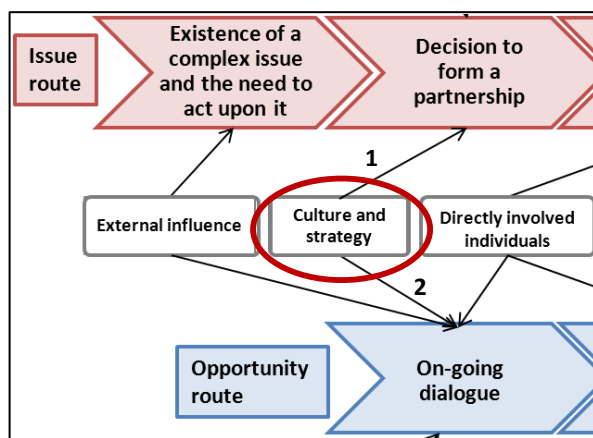 Issue
route
Existence of a
complex issue
and the need to
act upon it
Decision to
form a
partnership
1
External influence
Culture and
strategy
Directly involved
individuals
2
Opportunity
route
On-going
dialogue